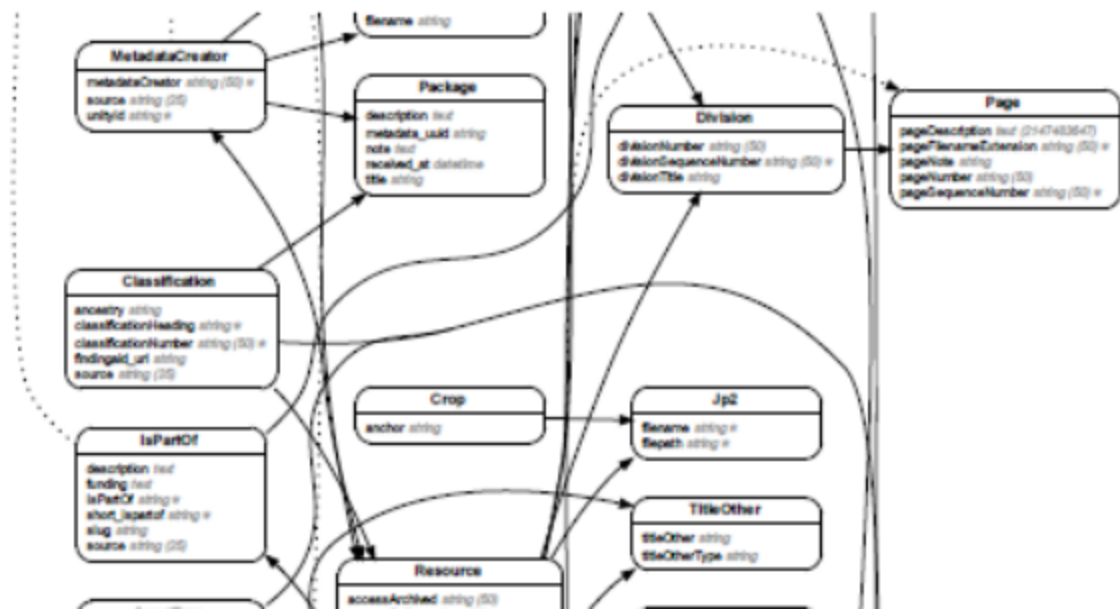 filename string
MetadataCreator
metadataCreator string (50) *
source string (25)
unityid string *
Package
description text
metadata_uuid string
note text
received_at datetime
title string
Division
divisionNumber string (50)
divisionSequenceNumber string (50) *
divisionTitle string
Page
pageDescription text (2147483647)
pageFilenameExtension string (50) *
pageNote string
pageNumber string (50)
pageSequenceNumber string (50) *
Classification
ancestry string
classificationHeading string *
classificationNumber string (50) *
findingaid_url string
source string (25)
Crop
anchor string
Jp2
filename string *
filepath string *
IsPartOf
description text
funding text
isPartOf string *
short_ispartof string *
slug string
source string (25)
TitleOther
titleOther string
titleOtherType string
Resource
accessArchived string (50)